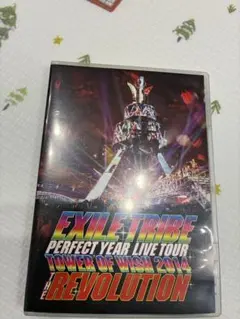 EXILE TRIBE
PERFECT YEAR LIVE TOUR
TOWER OF WISH 2014
THE REVOLUTION